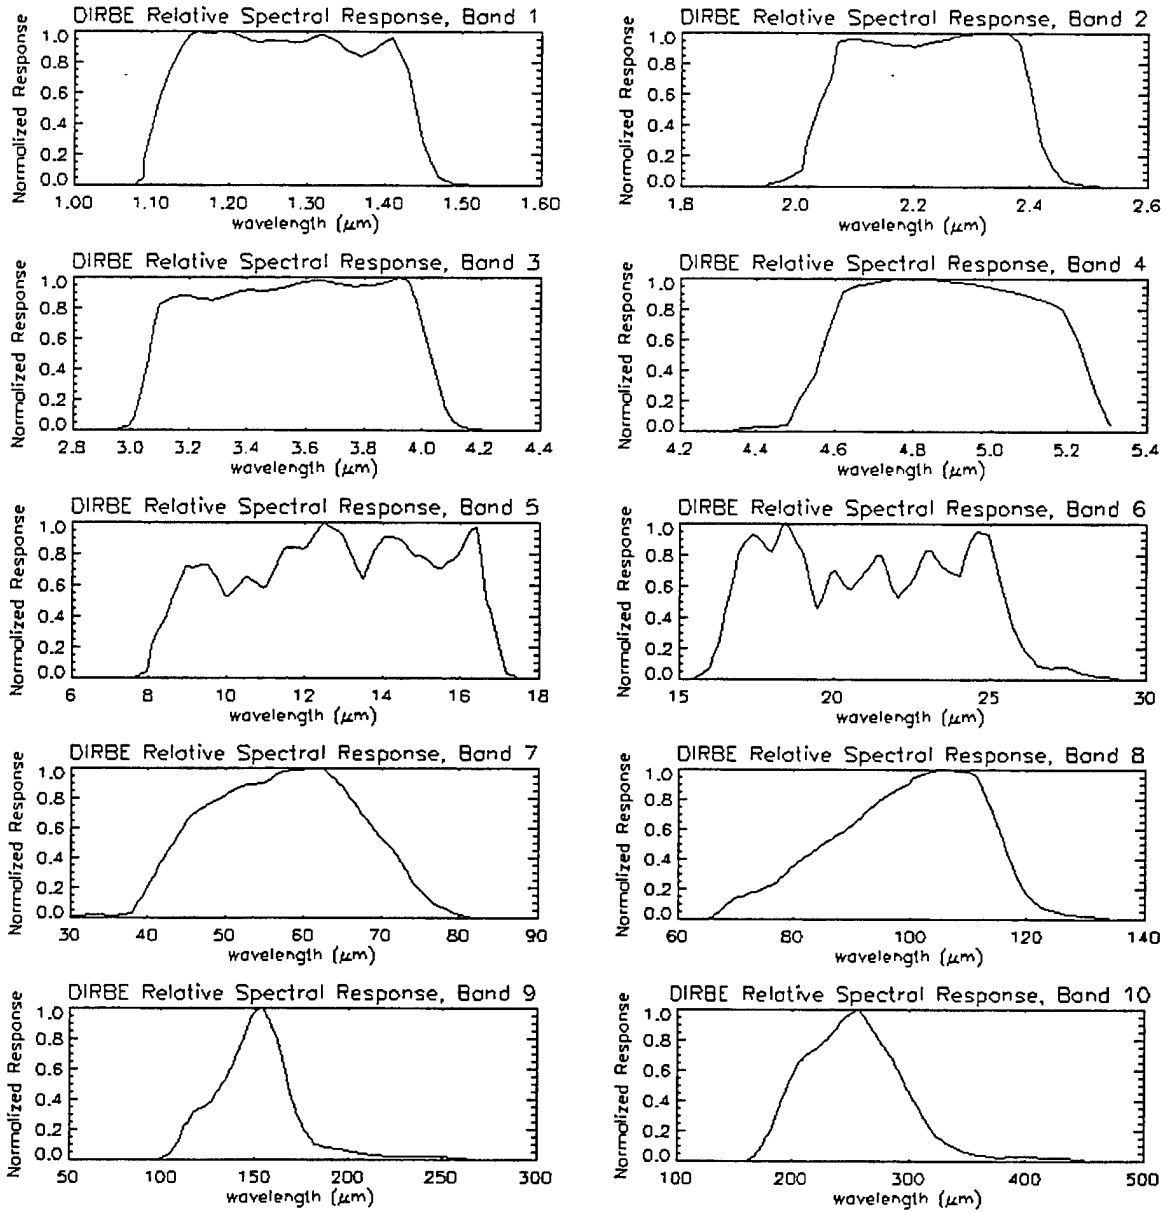 DIRBE Relative Spectral Response, Band 1
Normalized Response
1.0
0.8
0.6
0.4
0.2
0.0
1.00 1.10 1.20 1.30 1.40 1.50 1.60
wavelength (μm)
DIRBE Relative Spectral Response, Band 2
Normalized Response
1.0
0.8
0.6
0.4
0.2
0.0
1.8 2.0 2.2 2.4 2.6
wavelength (μm)
DIRBE Relative Spectral Response, Band 3
Normalized Response
1.0
0.8
0.6
0.4
0.2
0.0
2.8 3.0 3.2 3.4 3.6 3.8 4.0 4.2 4.4
wavelength (μm)
DIRBE Relative Spectral Response, Band 4
Normalized Response
1.0
0.8
0.6
0.4
0.2
0.0
4.2 4.4 4.6 4.8 5.0 5.2 5.4
wavelength (μm)
DIRBE Relative Spectral Response, Band 5
Normalized Response
1.0
0.8
0.6
0.4
0.2
0.0
6 8 10 12 14 16 18
wavelength (μm)
DIRBE Relative Spectral Response, Band 6
Normalized Response
1.0
0.8
0.6
0.4
0.2
0.0
15 20 25 30
wavelength (μm)
DIRBE Relative Spectral Response, Band 7
Normalized Response
1.0
0.8
0.6
0.4
0.2
0.0
30 40 50 60 70 80 90
wavelength (μm)
DIRBE Relative Spectral Response, Band 8
Normalized Response
1.0
0.8
0.6
0.4
0.2
0.0
60 80 100 120 140
wavelength (μm)
DIRBE Relative Spectral Response, Band 9
Normalized Response
1.0
0.8
0.6
0.4
0.2
0.0
50 100 150 200 250 300
wavelength (μm)
DIRBE Relative Spectral Response, Band 10
Normalized Response
1.0
0.8
0.6
0.4
0.2
0.0
100 200 300 400 500
wavelength (μm)